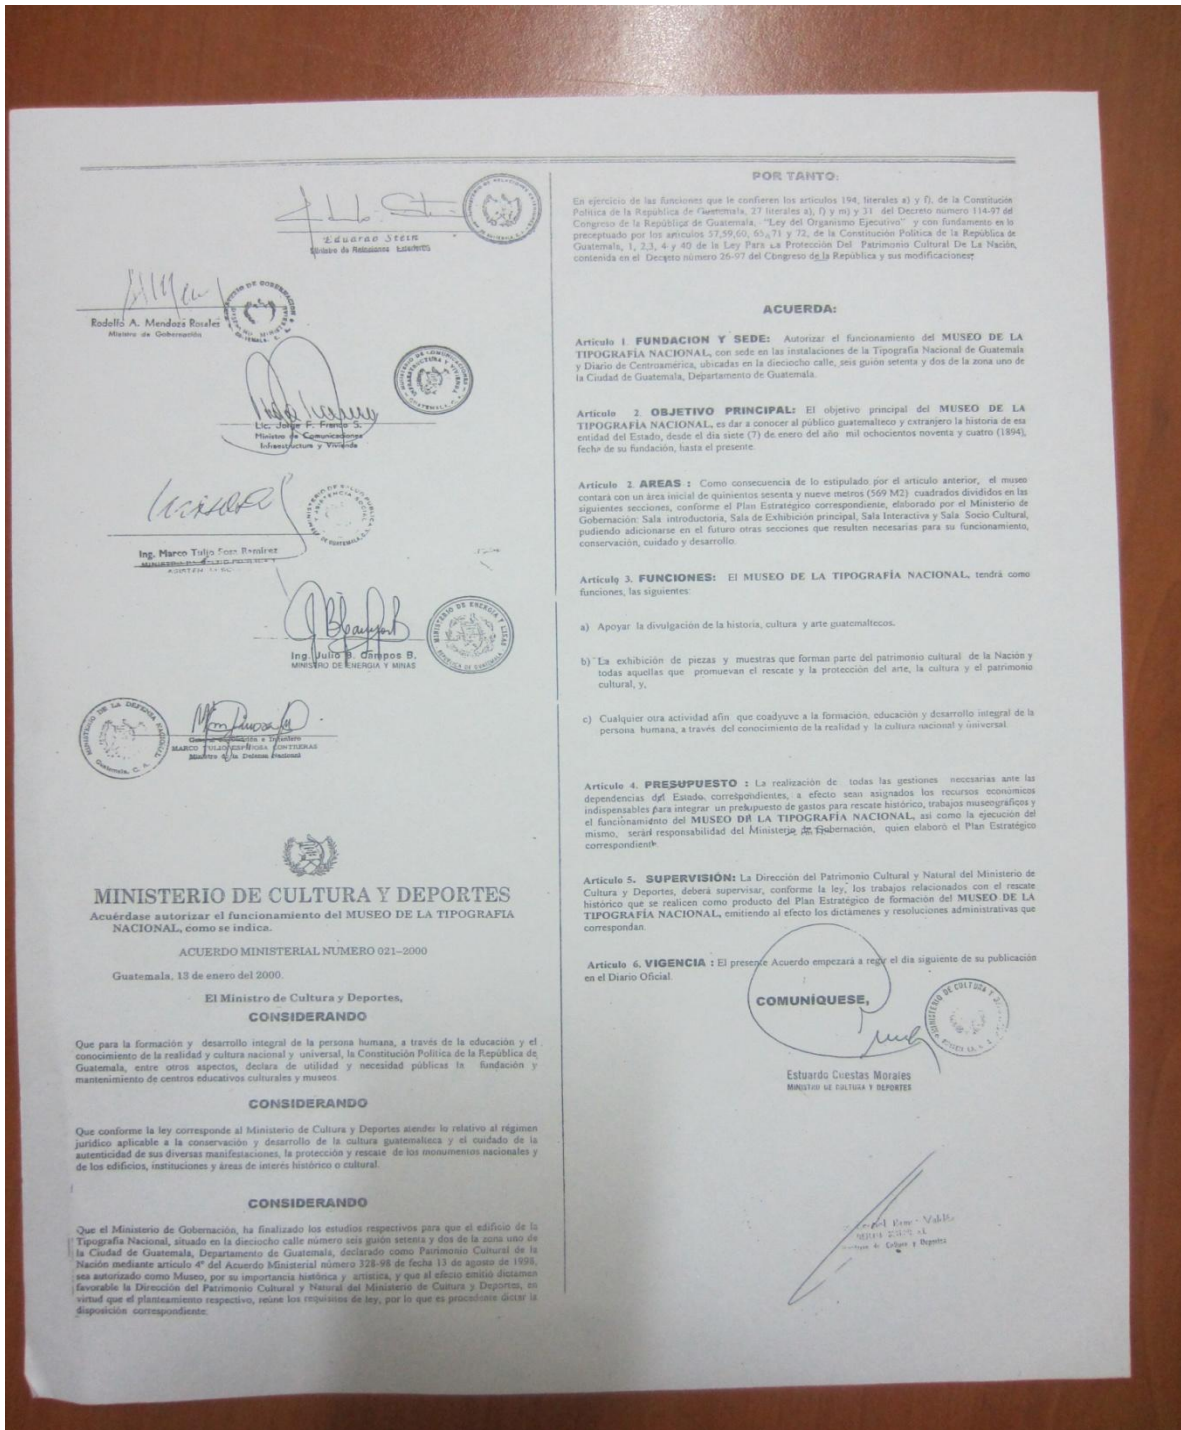 Eduardo Stein
Ministro de Relaciones Exteriores
MINISTERIO DE RELACIONES EXTERIORES
Rodolfo A. Mendoza Rosales
Ministro de Gobernación
Lic. Jorge F. Franco S.
Ministro de Comunicaciones
Infraestructura y Vivienda
Ing. Marco Tulio Sosa Ramírez
Ing. Julio B. Campos B.
MINISTRO DE ENERGIA Y MINAS
MINISTERIO DE LA DEFENSA NACIONAL
Guatemala, C. A.
MARCO TULIO ESPINOSA CONTRERAS
Ministro de la Defensa Nacional
MINISTERIO DE CULTURA Y DEPORTES
Acuérdase autorizar el funcionamiento del MUSEO DE LA TIPOGRAFIA
NACIONAL, como se indica.
ACUERDO MINISTERIAL NUMERO 021-2000
Guatemala, 13 de enero del 2000.
El Ministro de Cultura y Deportes,
CONSIDERANDO
Que para la formación y desarrollo integral de la persona humana, a través de la educación y el
conocimiento de la realidad y cultura nacional y universal, la Constitución Política de la República de
Guatemala, entre otros aspectos, declara de utilidad y necesidad públicas la fundación y
mantenimiento de centros educativos culturales y museos.
CONSIDERANDO
Que conforme la ley corresponde al Ministerio de Cultura y Deportes atender lo relativo al régimen
jurídico aplicable a la conservación y desarrollo de la cultura guatemalteca y el cuidado de la
autenticidad de sus diversas manifestaciones, la protección y rescate de los monumentos nacionales y
de los edificios, instituciones y áreas de interés histórico o cultural.
CONSIDERANDO
Que el Ministerio de Gobernación, ha finalizado los estudios respectivos para que el edificio de la
Tipografía Nacional, situado en la dieciocho calle número seis guión setenta y dos de la zona uno de
la Ciudad de Guatemala, Departamento de Guatemala, declarado como Patrimonio Cultural de la
Nación mediante artículo 4º del Acuerdo Ministerial número 328-98 de fecha 13 de agosto de 1998,
sea autorizado como Museo, por su importancia histórica y artística, y que al efecto emitió dictamen
favorable la Dirección del Patrimonio Cultural y Natural del Ministerio de Cultura y Deportes, en
virtud que el planteamiento respectivo, reúne los requisitos de ley, por lo que es procedente dictar la
disposición correspondiente.
POR TANTO:
En ejercicio de las funciones que le confieren los artículos 194, literales a) y f), de la Constitución
Política de la República de Guatemala, 27 literales a), f) y m) y 31 del Decreto número 114-97 del
Congreso de la República de Guatemala, "Ley del Organismo Ejecutivo" y con fundamento en lo
preceptuado por los artículos 57,59,60, 65,,71 y 72, de la Constitución Política de la República de
Guatemala, 1, 2,3, 4 y 40 de la Ley Para La Protección Del Patrimonio Cultural De La Nación,
contenida en el Decreto número 26-97 del Congreso de la República y sus modificaciones;
ACUERDA:
Artículo 1. FUNDACION Y SEDE: Autorizar el funcionamiento del MUSEO DE LA
TIPOGRAFÍA NACIONAL, con sede en las instalaciones de la Tipografía Nacional de Guatemala
y Diario de Centroamérica, ubicadas en la dieciocho calle, seis guión setenta y dos de la zona uno de
la Ciudad de Guatemala, Departamento de Guatemala.
Artículo 2. OBJETIVO PRINCIPAL: El objetivo principal del MUSEO DE LA
TIPOGRAFÍA NACIONAL, es dar a conocer al público guatemalteco y extranjero la historia de esa
entidad del Estado, desde el día siete (7) de enero del año mil ochocientos noventa y cuatro (1894),
fecha de su fundación, hasta el presente.
Artículo 2. AREAS : Como consecuencia de lo estipulado por el artículo anterior, el museo
contará con un área inicial de quinientos sesenta y nueve metros (569 M2) cuadrados divididos en las
siguientes secciones, conforme el Plan Estratégico correspondiente, elaborado por el Ministerio de
Gobernación: Sala introductoria, Sala de Exhibición principal, Sala Interactiva y Sala Socio Cultural,
pudiendo adicionarse en el futuro otras secciones que resulten necesarias para su funcionamiento,
conservación, cuidado y desarrollo.
Artículo 3. FUNCIONES: El MUSEO DE LA TIPOGRAFÍA NACIONAL, tendrá como
funciones, las siguientes:
a) Apoyar la divulgación de la historia, cultura y arte guatemaltecos.
b) La exhibición de piezas y muestras que forman parte del patrimonio cultural de la Nación y
todas aquellas que promuevan el rescate y la protección del arte, la cultura y el patrimonio
cultural, y,
c) Cualquier otra actividad afín que coadyuve a la formación, educación y desarrollo integral de la
persona humana, a través del conocimiento de la realidad y la cultura nacional y universal.
Artículo 4. PRESUPUESTO : La realización de todas las gestiones necesarias ante las
dependencias del Estado, correspondientes, a efecto sean asignados los recursos económicos
indispensables para integrar un presupuesto de gastos para rescate histórico, trabajos museográficos y
el funcionamiento del MUSEO DE LA TIPOGRAFÍA NACIONAL, así como la ejecución del
mismo, serán responsabilidad del Ministerio de Gobernación, quien elaboró el Plan Estratégico
correspondiente.
Artículo 5. SUPERVISIÓN: La Dirección del Patrimonio Cultural y Natural del Ministerio de
Cultura y Deportes, deberá supervisar, conforme la ley, los trabajos relacionados con el rescate
histórico que se realicen como producto del Plan Estratégico de formación del MUSEO DE LA
TIPOGRAFÍA NACIONAL, emitiendo al efecto los dictámenes y resoluciones administrativas que
correspondan.
Artículo 6. VIGENCIA : El presente Acuerdo empezará a regir el día siguiente de su publicación
en el Diario Oficial.
COMUNÍQUESE,
Estuardo Cuestas Morales
MINISTRO DE CULTURA Y DEPORTES